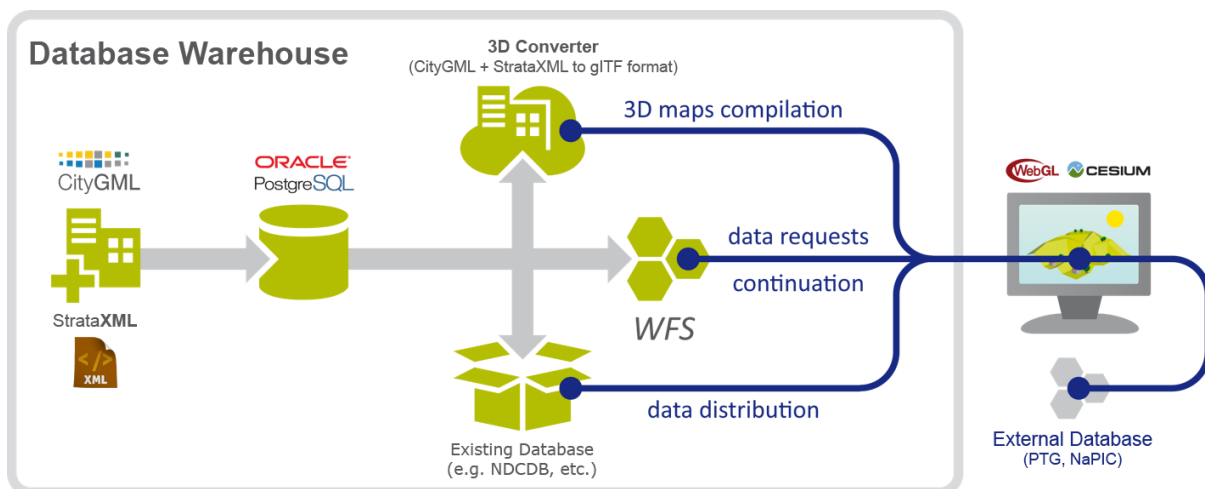 Database Warehouse
3D Converter
(CityGML + StrataXML to glTF format)
3D maps compilation
CityGML
ORACLE®
PostgreSQL
WebGL
CESIUM
data requests
continuation
StrataXML
</>
XML
WFS
data distribution
Existing Database
(e.g. NDCDB, etc.)
External Database
(PTG, NaPIC)